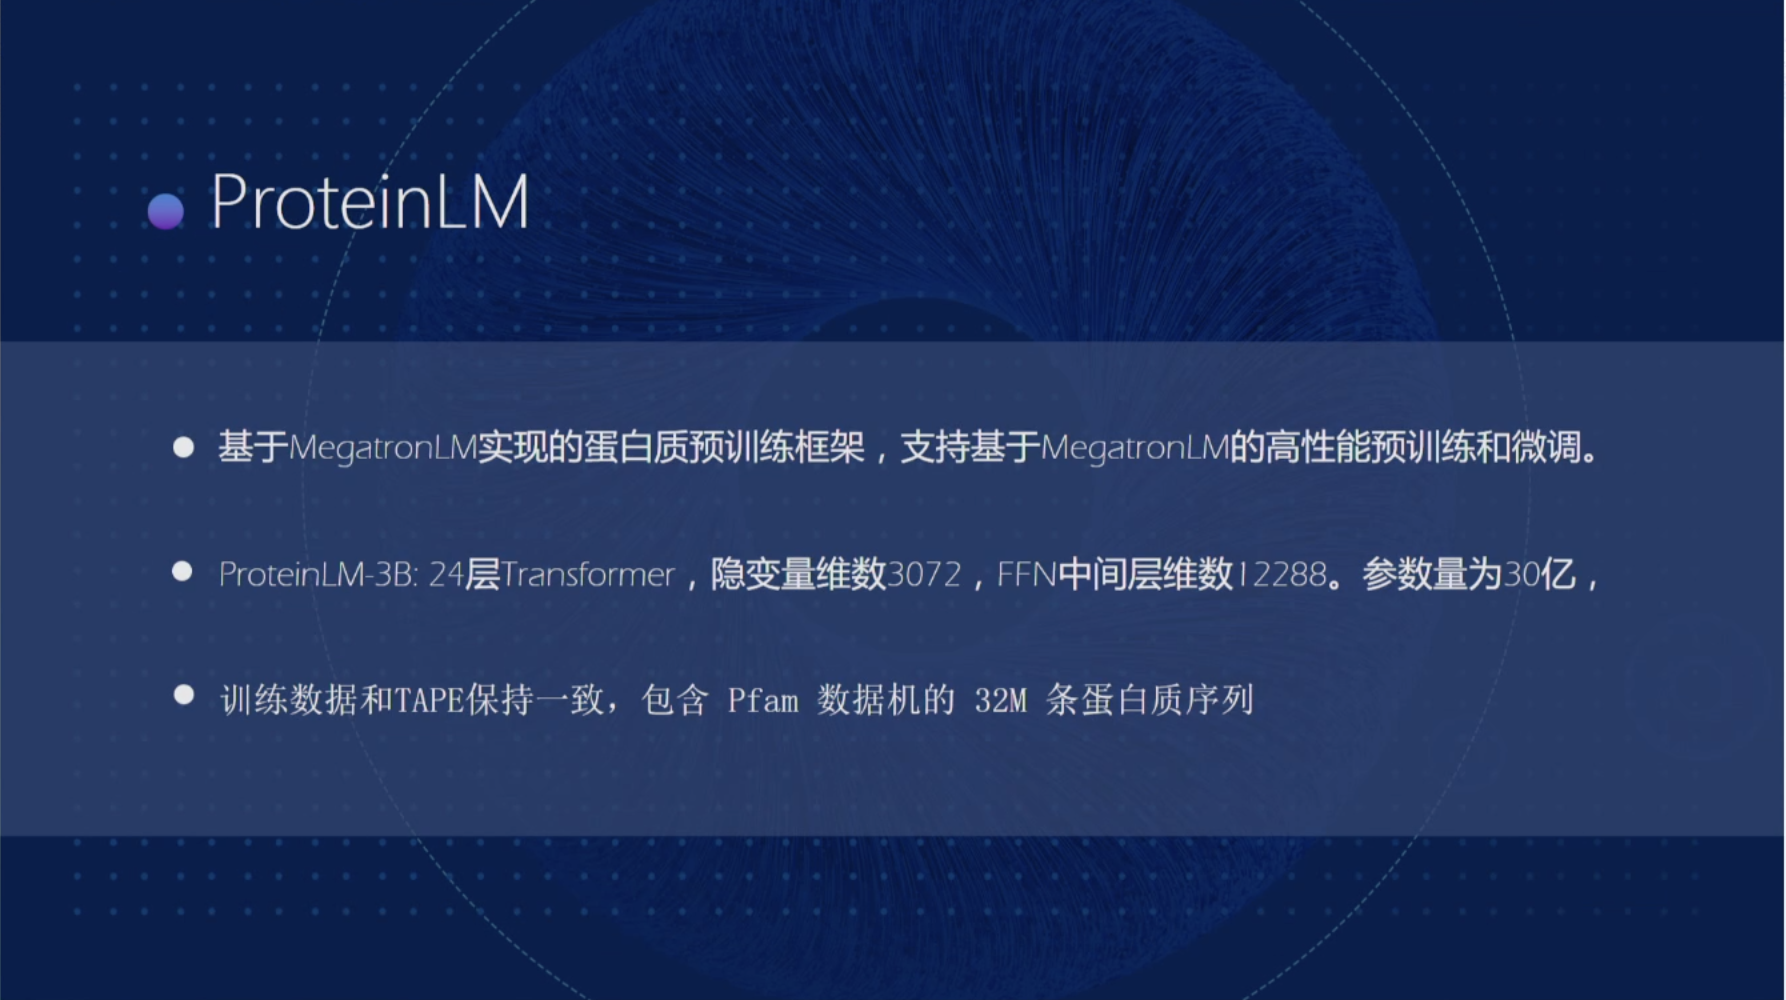 ProteinLM
基于MegatronLM实现的蛋白质预训练框架，支持基于MegatronLM的高性能预训练和微调。
ProteinLM-3B: 24层Transformer，隐变量维数3072，FFN中间层维数12288。参数量为30亿，
训练数据和TAPE保持一致，包含 Pfam 数据机的 32M 条蛋白质序列